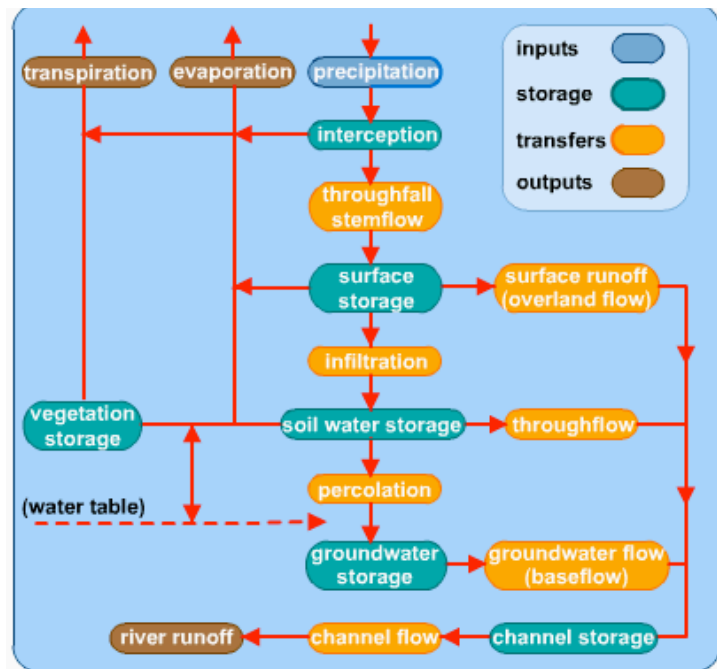 transpiration
evaporation
precipitation
inputs
storage
transfers
outputs
interception
throughfall
stemflow
surface
storage
surface runoff
(overland flow)
infiltration
vegetation
storage
soil water storage
throughflow
percolation
(water table)
groundwater
storage
groundwater flow
(baseflow)
river runoff
channel flow
channel storage